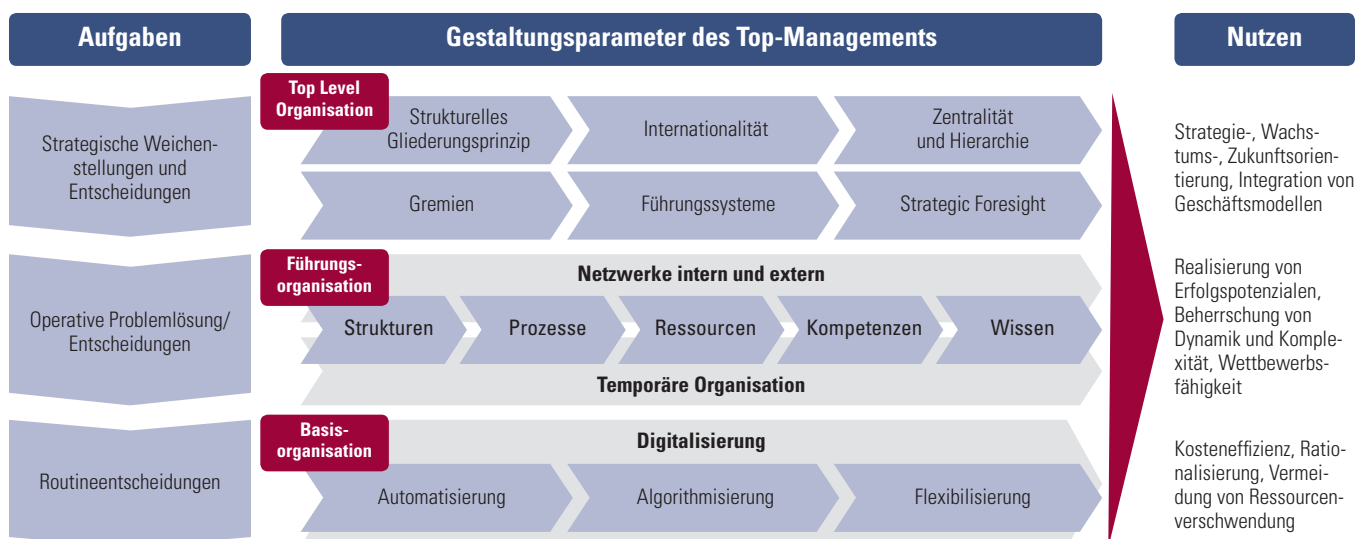 Aufgaben
Gestaltungsparameter des Top-Managements
Nutzen
Strategische Weichen-
stellungen und
Entscheidungen
Top Level
Organisation
Strukturelles
Gliederungsprinzip
Internationalität
Zentralität
und Hierarchie
Gremien
Führungssysteme
Strategic Foresight
Strategie-, Wachs-
tums-, Zukunftsorien-
tierung, Integration von
Geschäftsmodellen
Operative Problemlösung/
Entscheidungen
Führungs-
organisation
Netzwerke intern und extern
Strukturen
Prozesse
Ressourcen
Kompetenzen
Wissen
Temporäre Organisation
Realisierung von
Erfolgspotenzialen,
Beherrschung von
Dynamik und Komple-
xität, Wettbewerbs-
fähigkeit
Routineentscheidungen
Basis-
organisation
Digitalisierung
Automatisierung
Algorithmisierung
Flexibilisierung
Kosteneffizienz, Ratio-
nalisierung, Vermei-
dung von Ressourcen-
verschwendung